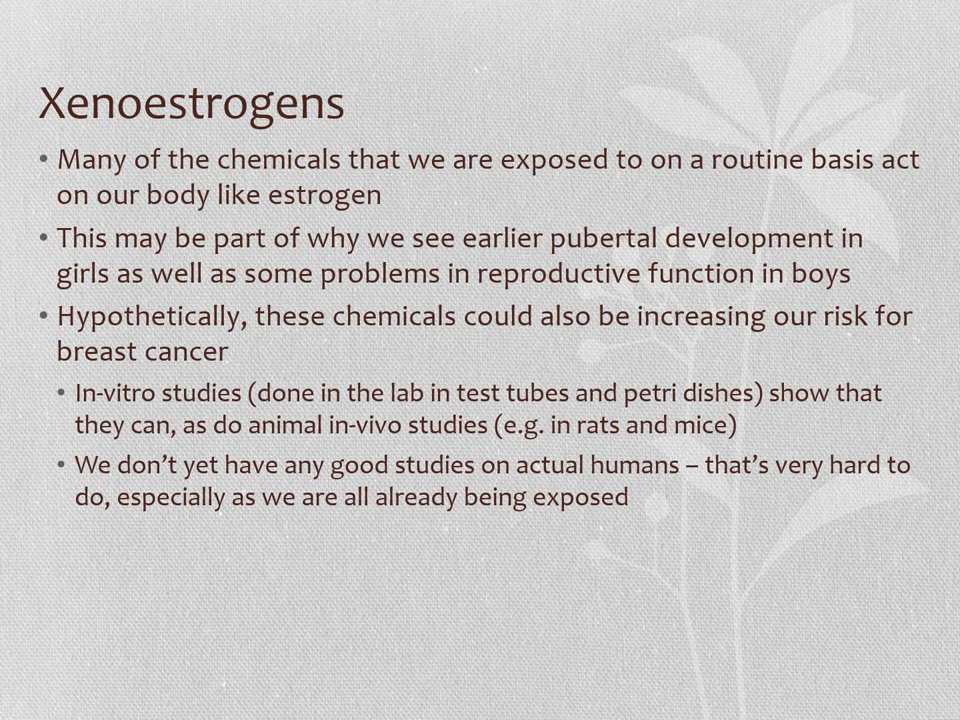 Xenoestrogens
• Many of the chemicals that we are exposed to on a routine basis act
on our body like estrogen
• This may be part of why we see earlier pubertal development in
girls as well as some problems in reproductive function in boys
• Hypothetically, these chemicals could also be increasing our risk for
breast cancer
• In-vitro studies (done in the lab in test tubes and petri dishes) show that
they can, as do animal in-vivo studies (e.g. in rats and mice)
• We don’t yet have any good studies on actual humans – that’s very hard to
do, especially as we are all already being exposed